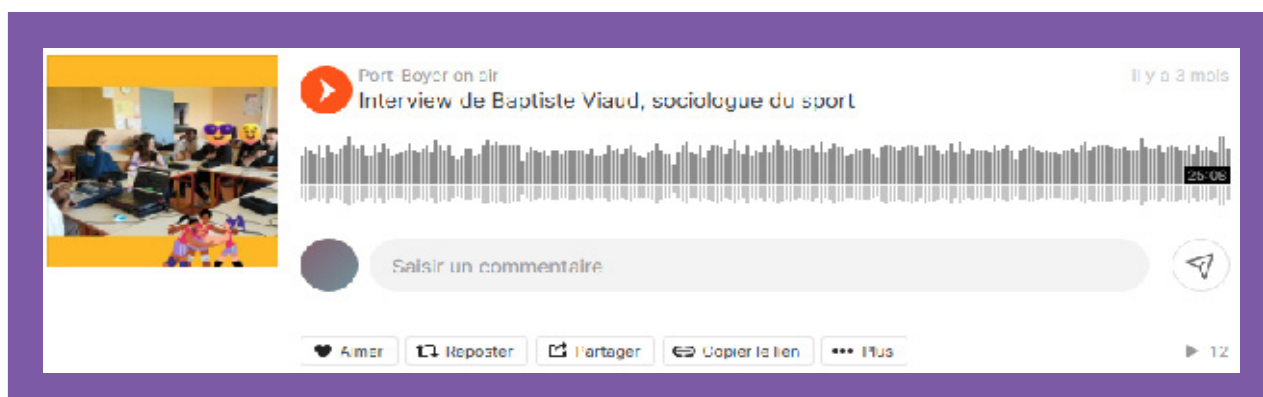 Port-Boyer on air
il y a 3 mois
Interview de Baptiste Viaud, sociologue du sport
25:08
Saisir un commentaire
Aimer
Reposter
Partager
Copier le lien
Plus
12